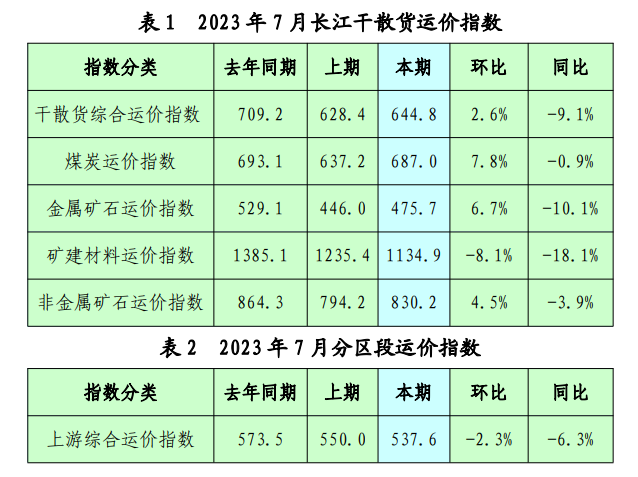 表1 2023年7月长江干散货运价指数
指数分类 去年同期 上期 本期 环比 同比
干散货综合运价指数 709.2 628.4 644.8 2.6% -9.1%
煤炭运价指数 693.1 637.2 687.0 7.8% -0.9%
金属矿石运价指数 529.1 446.0 475.7 6.7% -10.1%
矿建材料运价指数 1385.1 1235.4 1134.9 -8.1% -18.1%
非金属矿石运价指数 864.3 794.2 830.2 4.5% -3.9%
表2 2023年7月分区段运价指数
指数分类 去年同期 上期 本期 环比 同比
上游综合运价指数 573.5 550.0 537.6 -2.3% -6.3%